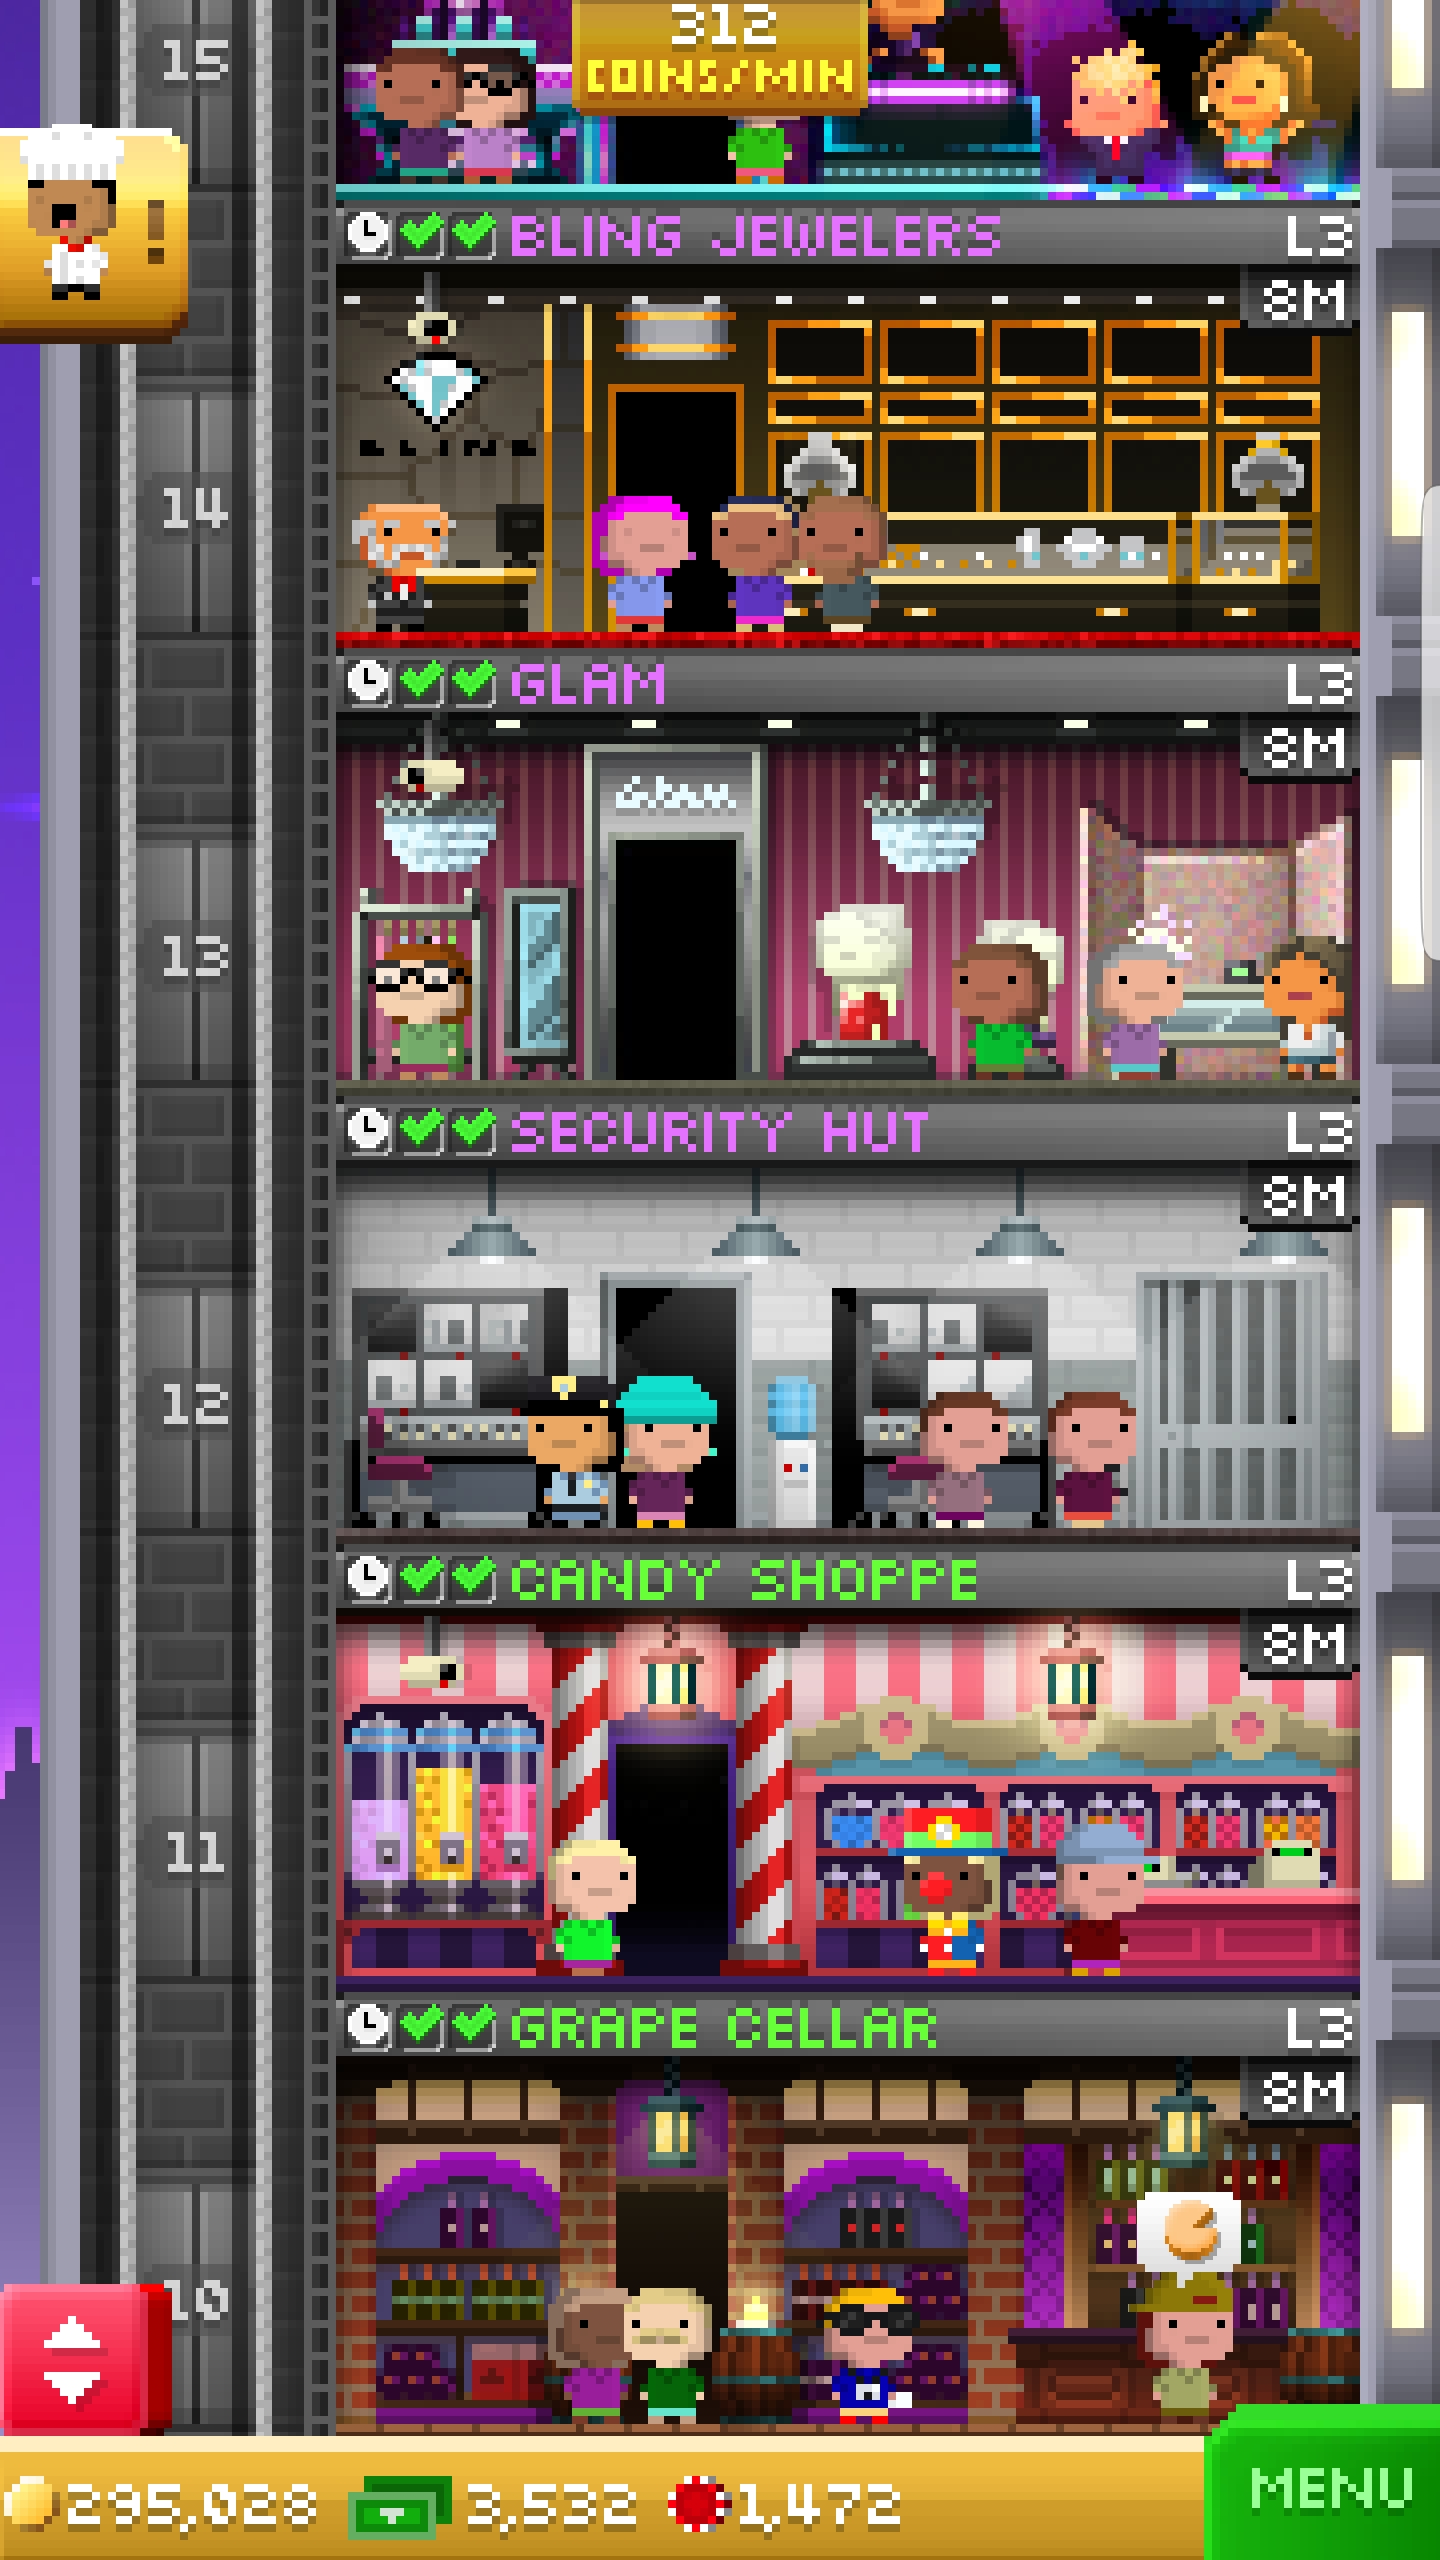 312
COINS/MIN
15
BLING JEWELERS L3
8M
BLING
14
GLAM L3
8M
Glam
13
SECURITY HUT L3
8M
12
CANDY SHOPPE L3
8M
11
GRAPE CELLAR L3
8M
10
295,028 3,532 1,472
MENU